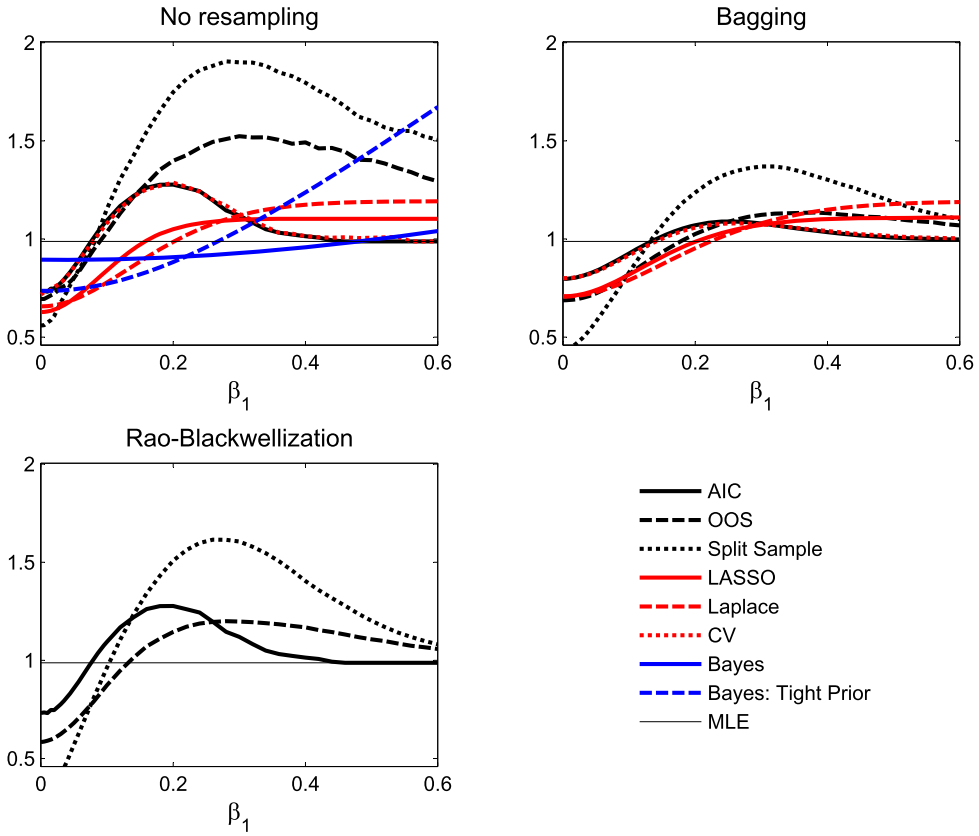 No resampling
2
1.5
1
0.5
0 0.2 0.4 0.6
β1
Bagging
2
1.5
1
0.5
0 0.2 0.4 0.6
β1
Rao-Blackwellization
2
1.5
1
0.5
0 0.2 0.4 0.6
β1
AIC
OOS
Split Sample
LASSO
Laplace
CV
Bayes
Bayes: Tight Prior
MLE